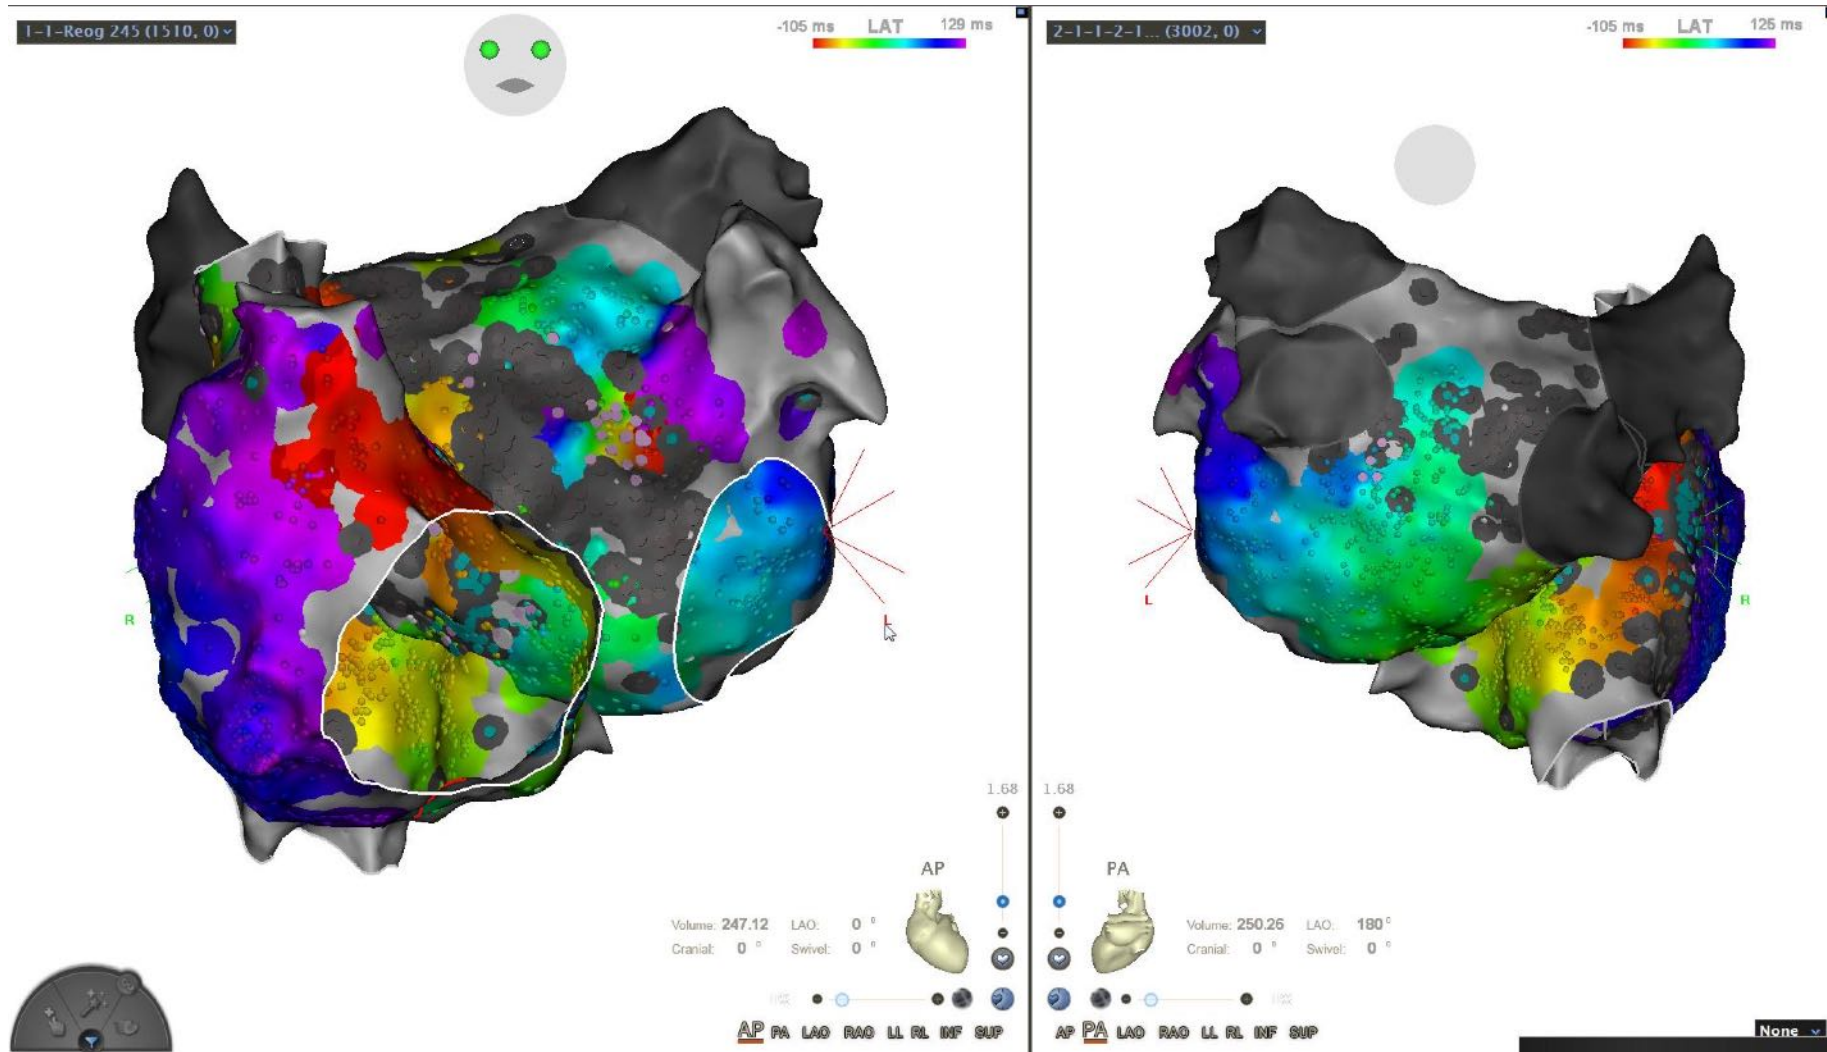 1-1-Reog 245 (1510, 0)
-105 ms LAT 129 ms
R
L
1.68
AP
Volume: 247.12 LAO: 0 °
Cranial: 0 ° Swivel: 0 °
AP PA LAO RAO LL RL INF SUP
2-1-1-2-1... (3002, 0)
-105 ms LAT 125 ms
L
R
1.68
PA
Volume: 250.26 LAO: 180 °
Cranial: 0 ° Swivel: 0 °
AP PA LAO RAO LL RL INF SUP
None